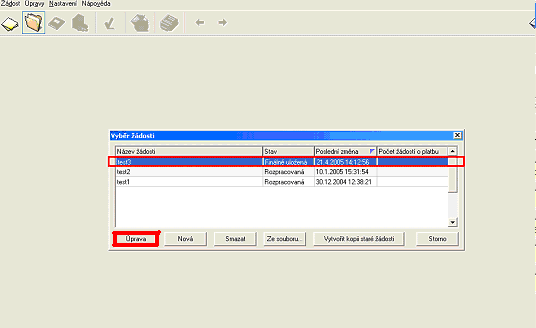 Žádost Úpravy Nastavení Nápověda
Výběr žádosti
Název žádosti Stav Poslední změna Počet žádostí o platbu
test3 Finálně uložená 21.4.2005 14:12:56
test2 Rozpracovaná 10.1.2005 15:31:54
test1 Rozpracovaná 30.12.2004 12:38:21
Úprava Nová Smazat Ze souboru... Vytvořit kopii staré žádosti Storno